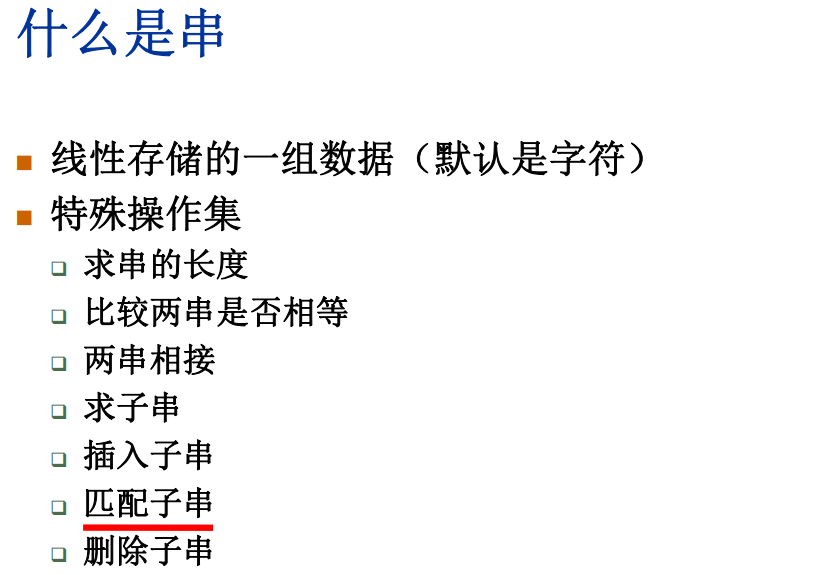 什么是串
线性存储的一组数据（默认是字符）
特殊操作集
求串的长度
比较两串是否相等
两串相接
求子串
插入子串
匹配子串
删除子串